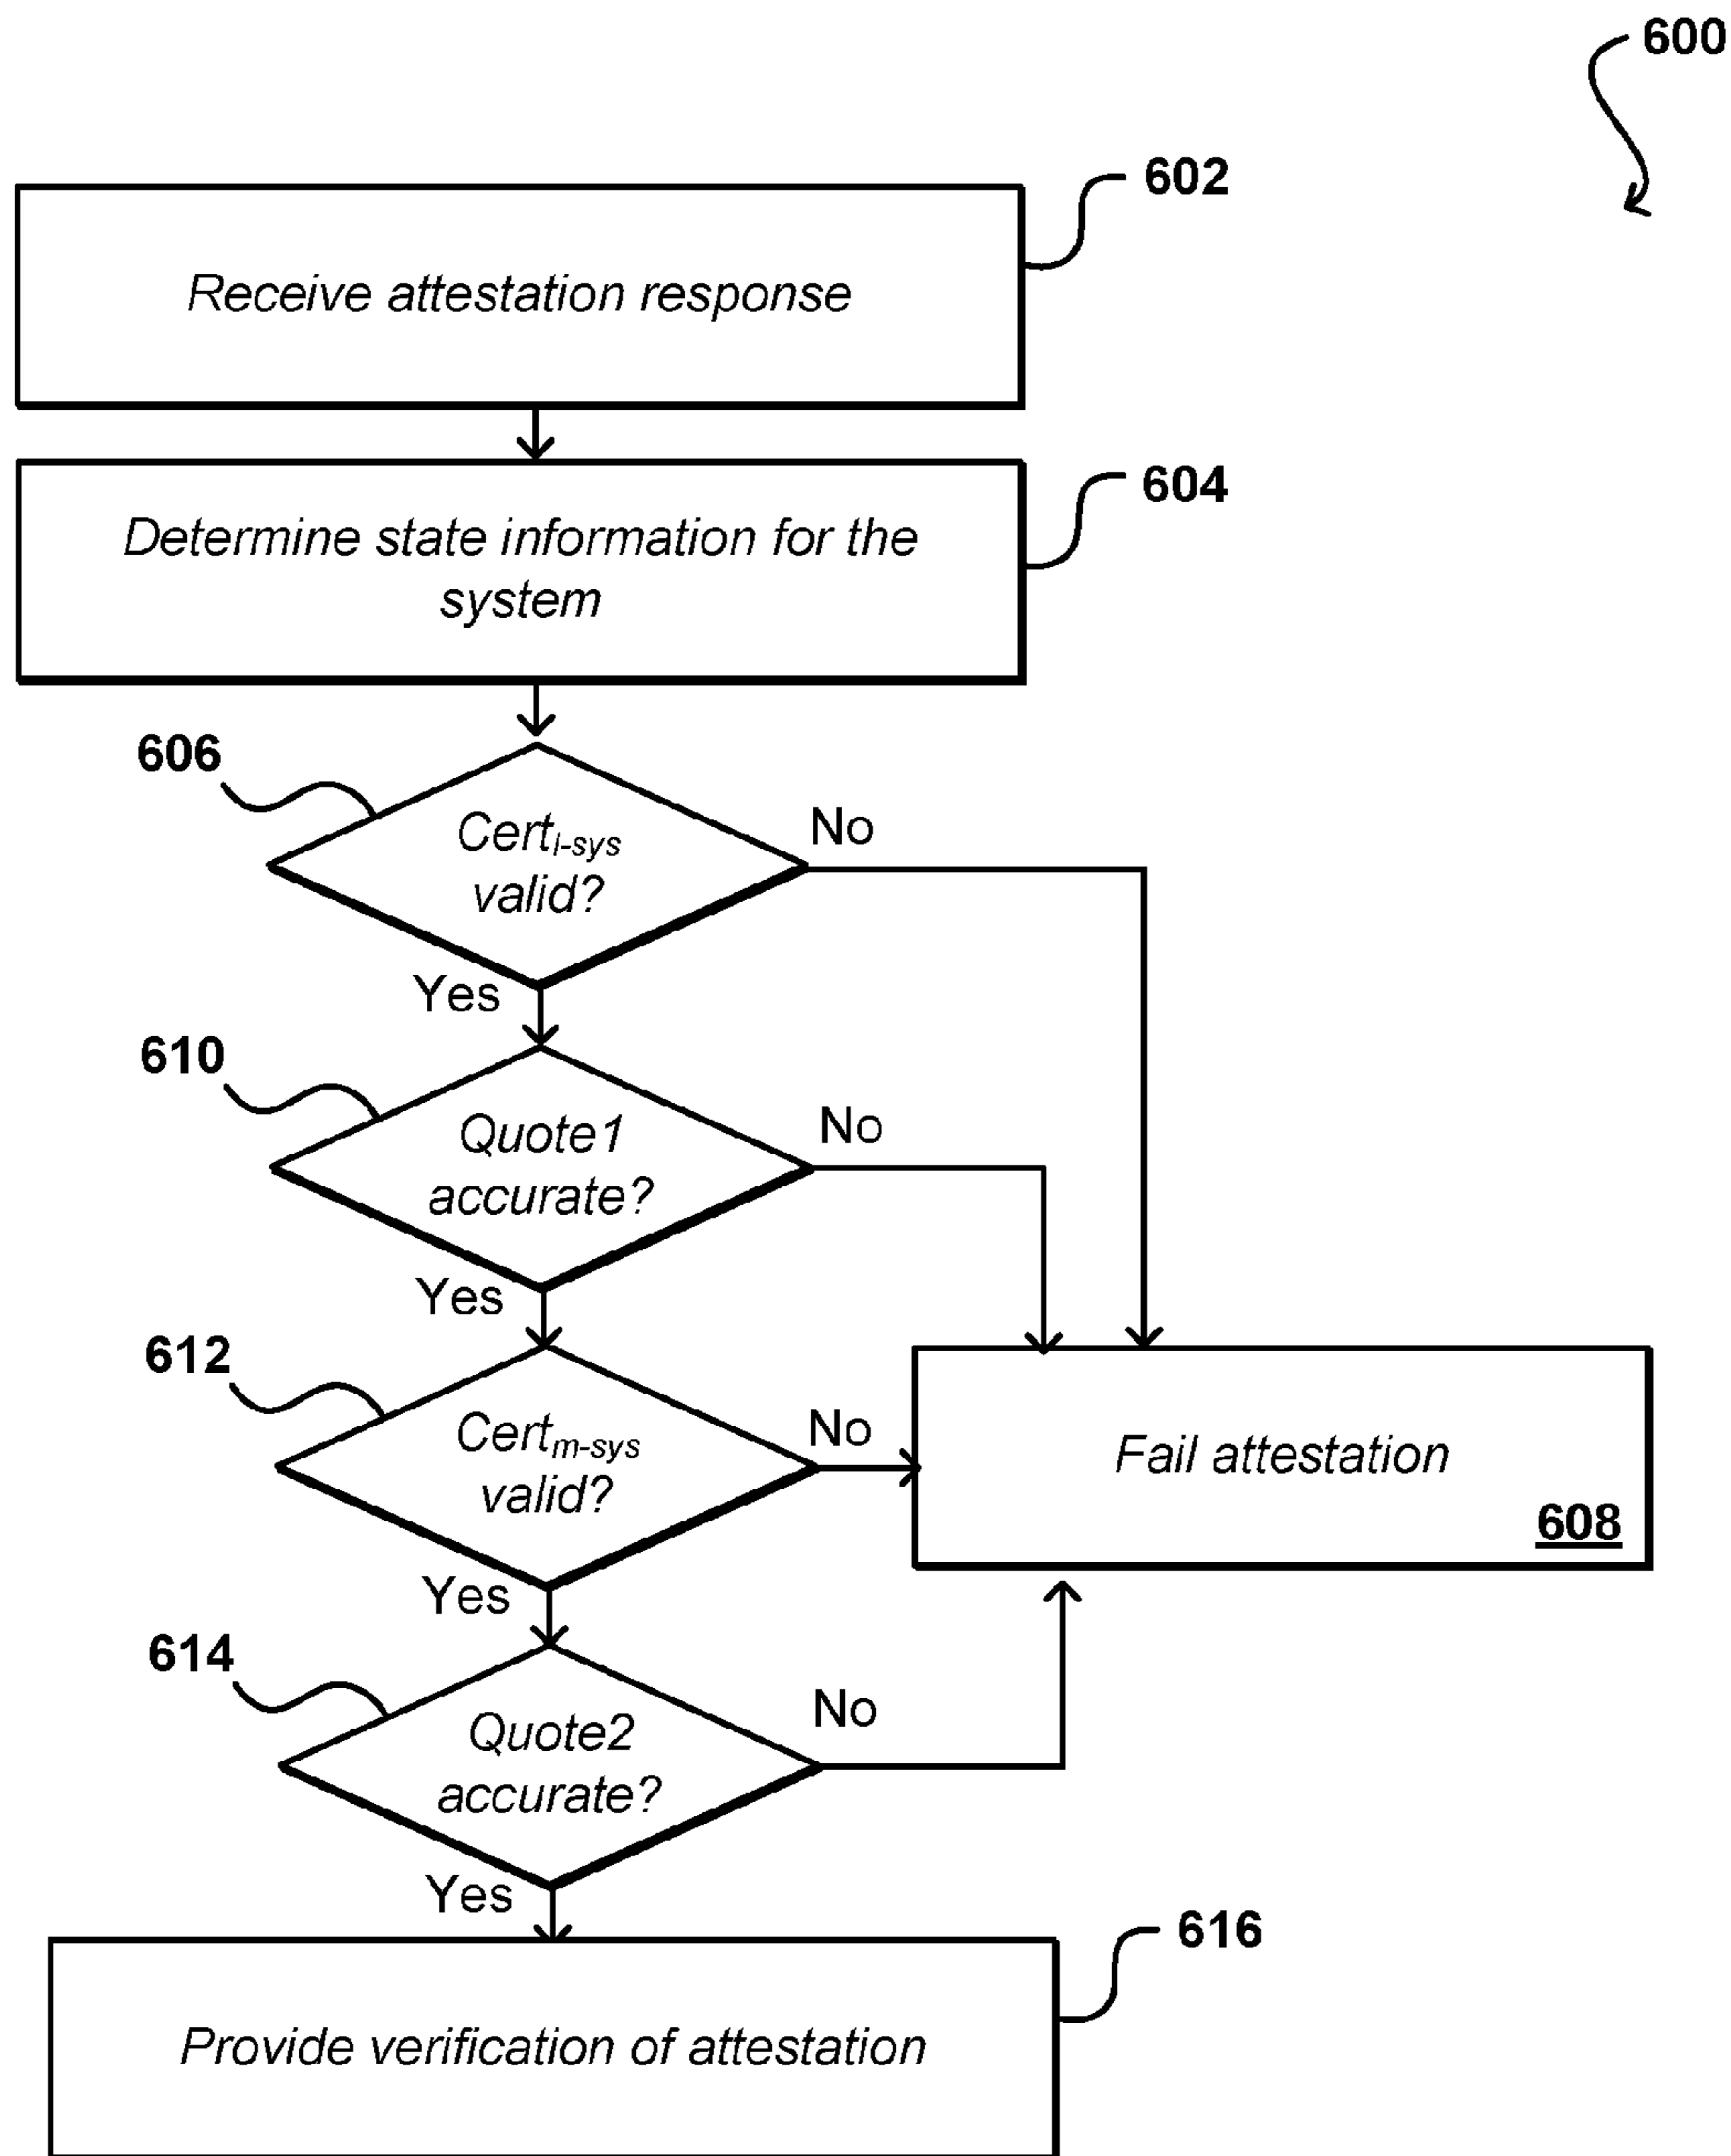 600
602
Receive attestation response
604
Determine state information for the
system
606
Cert_l-sys
valid?
No
Yes
610
Quote1
accurate?
No
Yes
612
Cert_m-sys
valid?
No
Fail attestation
608
Yes
614
Quote2
accurate?
No
Yes
616
Provide verification of attestation